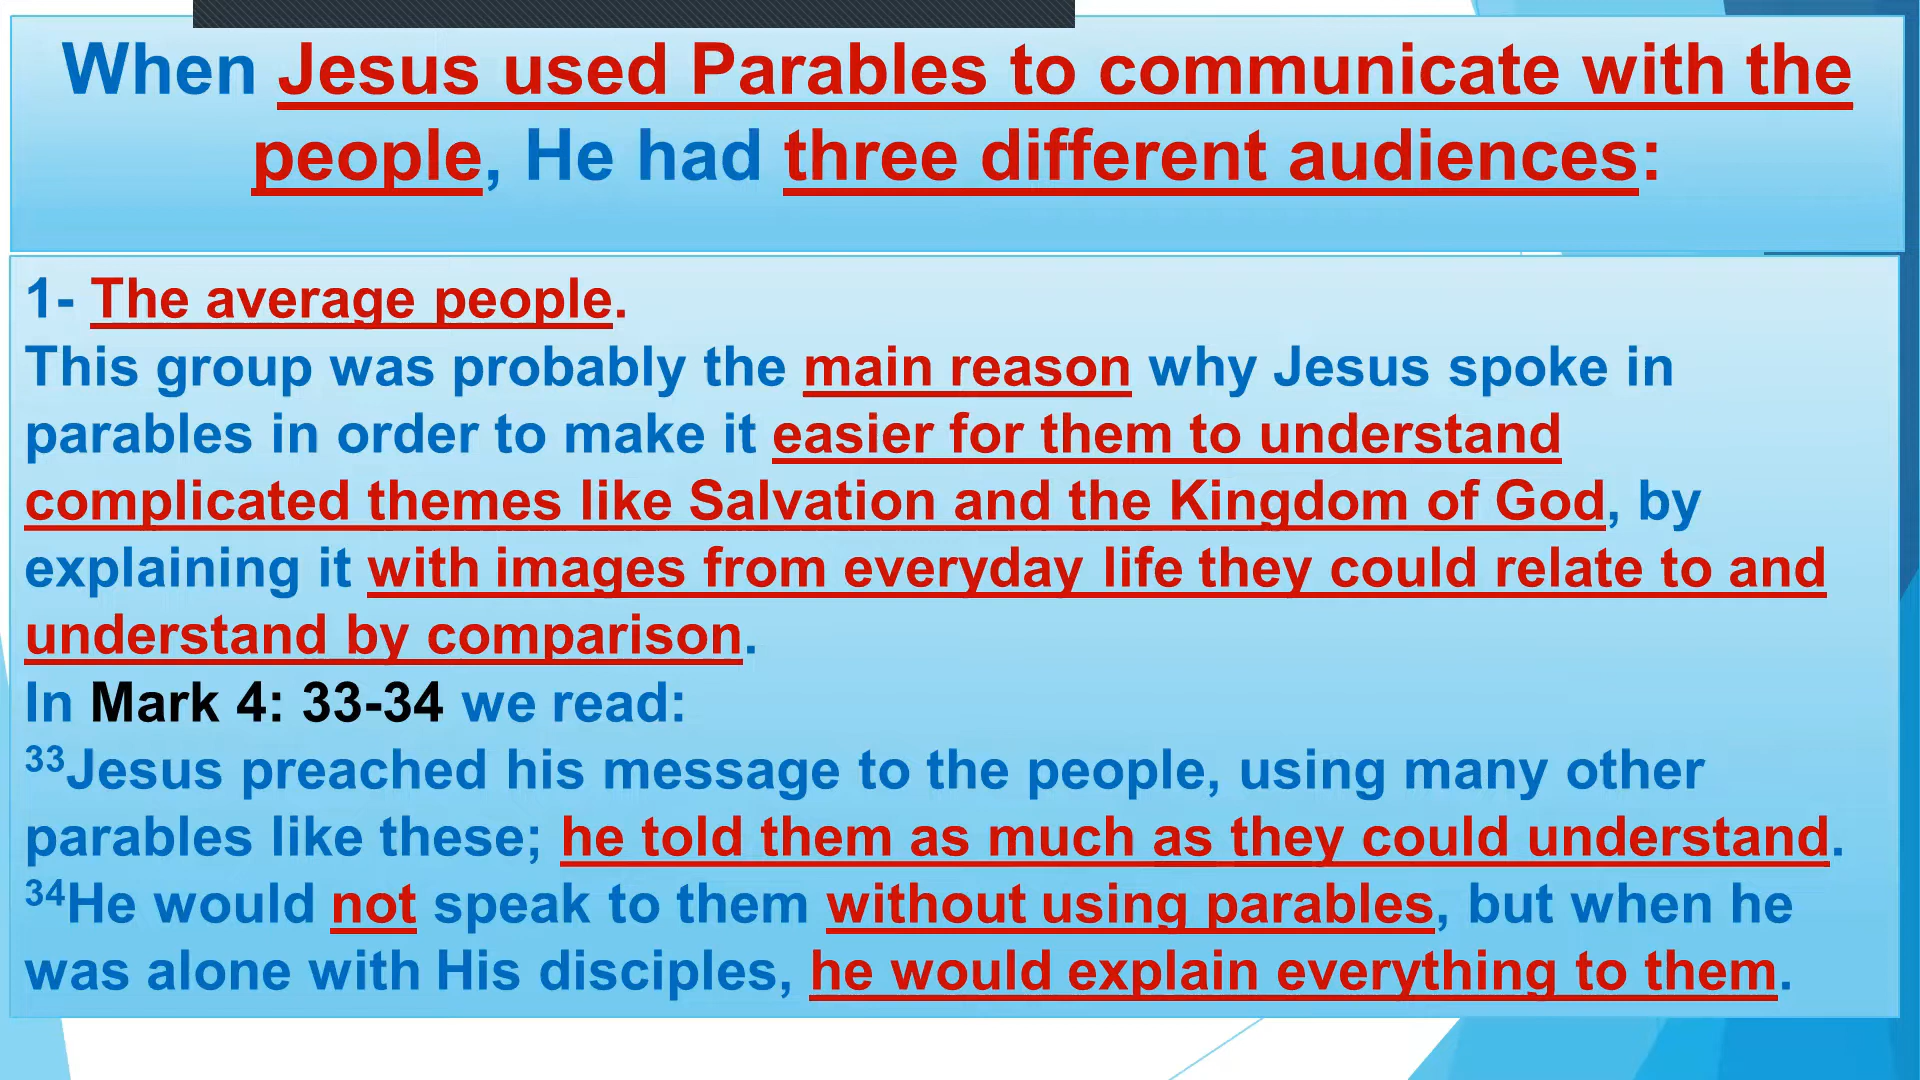 When Jesus used Parables to communicate with the
people, He had three different audiences:
1- The average people.
This group was probably the main reason why Jesus spoke in
parables in order to make it easier for them to understand
complicated themes like Salvation and the Kingdom of God, by
explaining it with images from everyday life they could relate to and
understand by comparison.
In Mark 4: 33-34 we read:
³³Jesus preached his message to the people, using many other
parables like these; he told them as much as they could understand.
³⁴He would not speak to them without using parables, but when he
was alone with His disciples, he would explain everything to them.